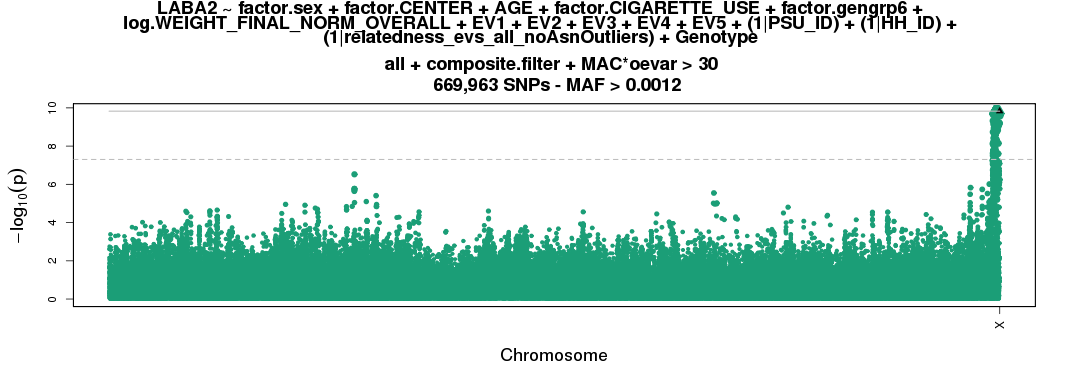 LABA2 ~ factor.sex + factor.CENTER + AGE + factor.CIGARETTE_USE + factor.gengrp6 +
log.WEIGHT_FINAL_NORM_OVERALL + EV1 + EV2 + EV3 + EV4 + EV5 + (1|PSU_ID) + (1|HH_ID) +
(1|relatedness_evs_all_noAsnOutliers) + Genotype
all + composite.filter + MAC*oevar > 30
669,963 SNPs - MAF > 0.0012
−log10(p)
10
8
6
4
2
0
X
Chromosome